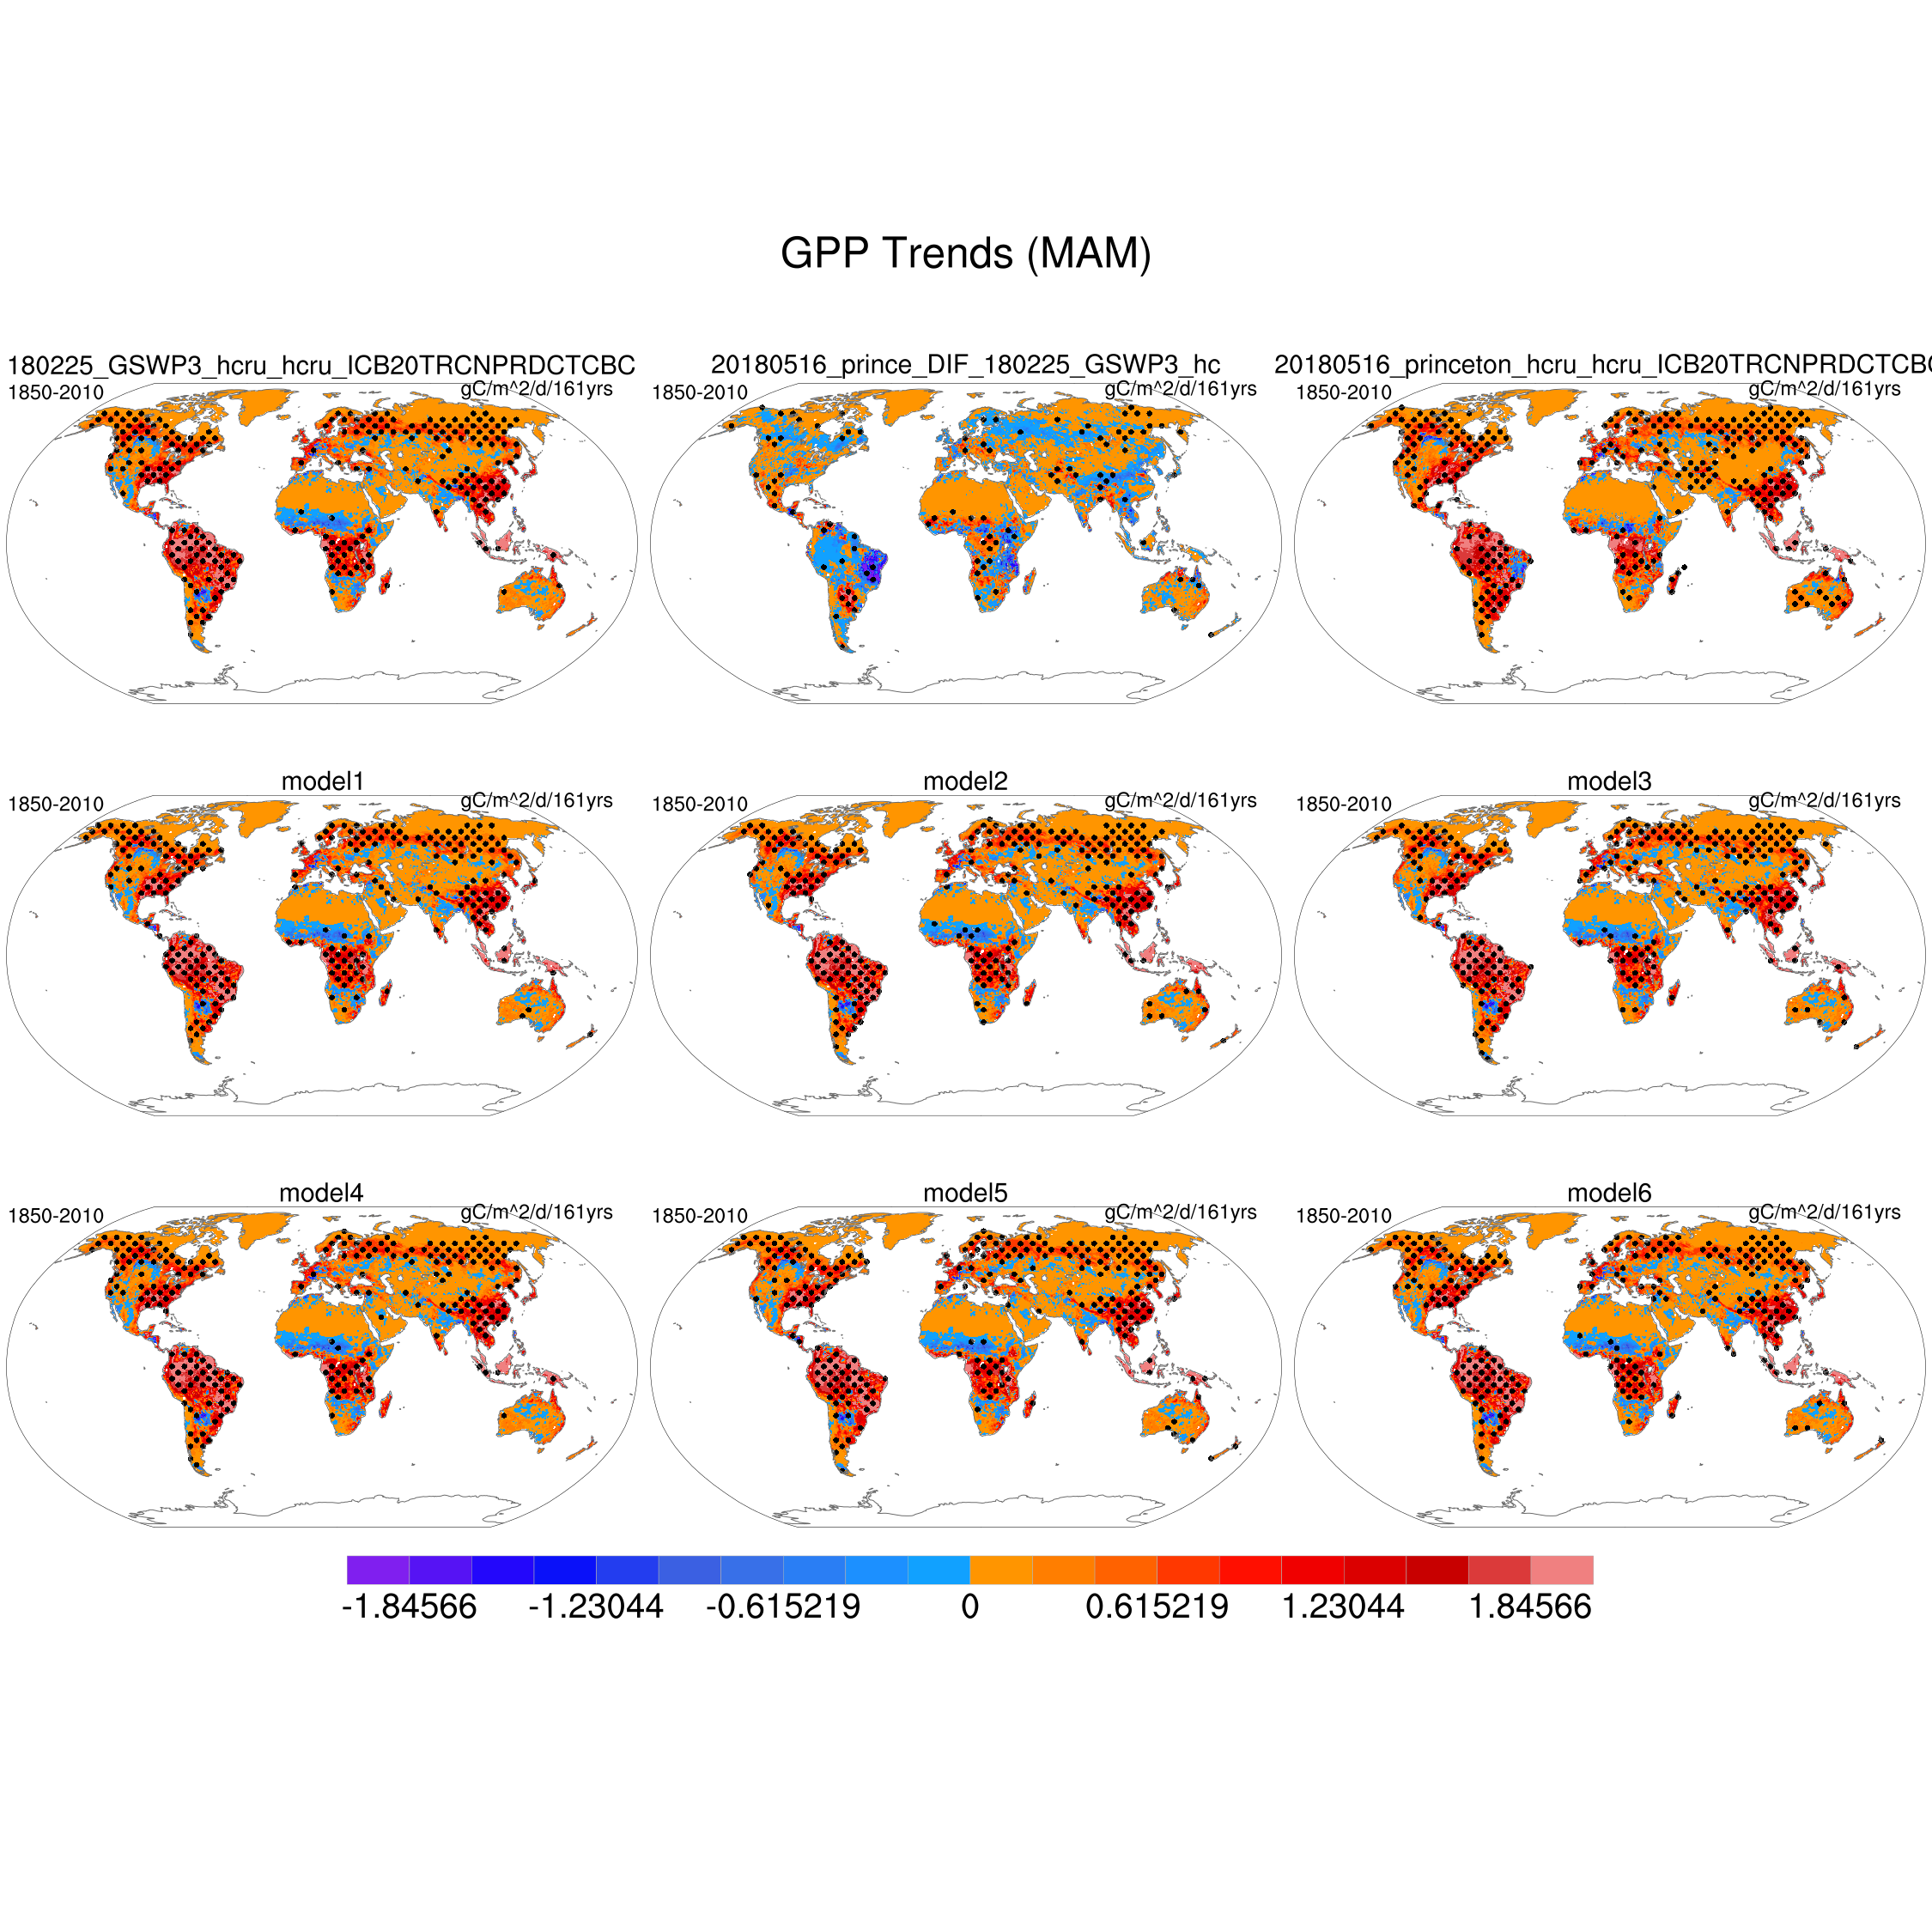 GPP Trends (MAM)
180225_GSWP3_hcru_hcru_ICB20TRCNPRDCTCBC
1850-2010 gC/m^2/d/161yrs
20180516_prince_DIF_180225_GSWP3_hc
1850-2010 gC/m^2/d/161yrs
20180516_princeton_hcru_hcru_ICB20TRCNPRDCTCBC
1850-2010 gC/m^2/d/161yrs
model1
1850-2010 gC/m^2/d/161yrs
model2
1850-2010 gC/m^2/d/161yrs
model3
1850-2010 gC/m^2/d/161yrs
model4
1850-2010 gC/m^2/d/161yrs
model5
1850-2010 gC/m^2/d/161yrs
model6
1850-2010 gC/m^2/d/161yrs
-1.84566 -1.23044 -0.615219 0 0.615219 1.23044 1.84566